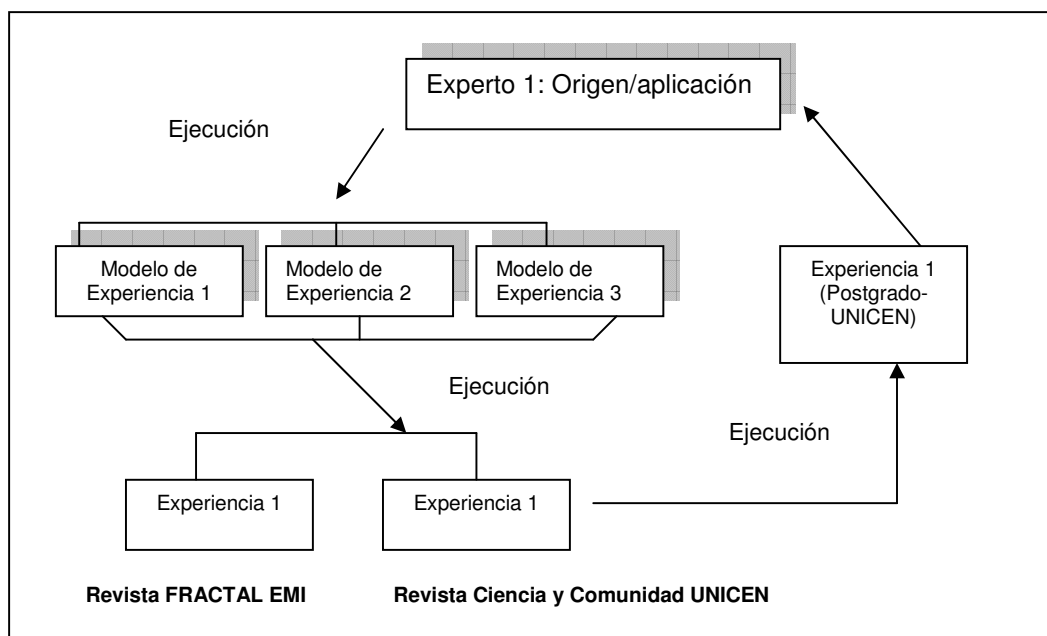 Experto 1: Origen/aplicación
Ejecución
Modelo de
Experiencia 1
Modelo de
Experiencia 2
Modelo de
Experiencia 3
Experiencia 1
(Postgrado-
UNICEN)
Ejecución
Ejecución
Experiencia 1
Experiencia 1
Revista FRACTAL EMI
Revista Ciencia y Comunidad UNICEN